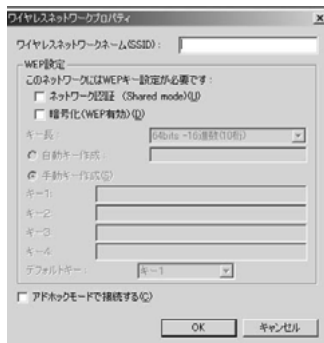 ワイヤレスネットワークプロパティ x
ワイヤレスネットワークネーム(SSID) :
WEP設定
このネットワークにはWEPキー設定が必要です :
ネットワーク認証 (Shared mode)(U)
暗号化(WEP有効)(D)
キー長 : 64bits -16進数(10桁)
自動キー作成 :
手動キー作成(S)
キー1:
キー2:
キー3
キー4
デフォルトキー : キー1
アドホックモードで接続する(C)
OK キャンセル